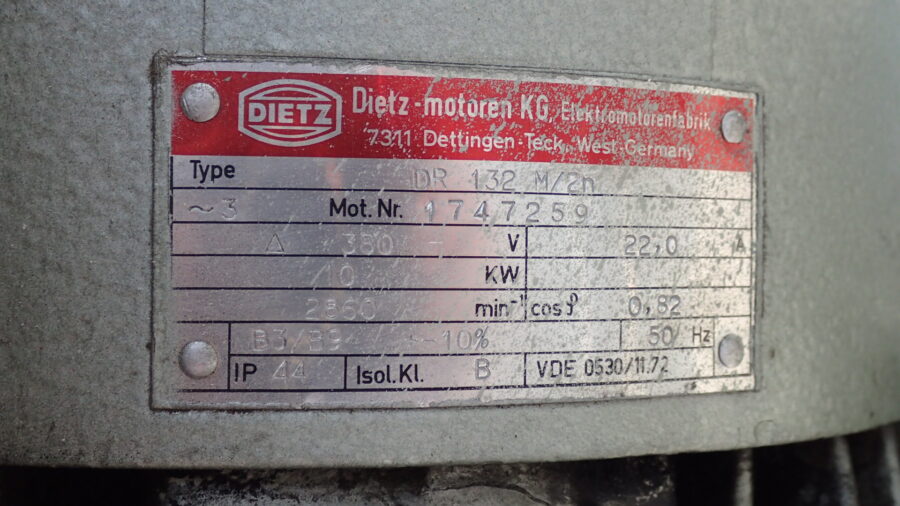 DIETZ
Dietz-motoren KG, Elektromotorenfabrik
7311 Dettingen-Teck, West-Germany
Type DR 132 M/2n
~3 Mot. Nr. 1747259
△ 380 V 22,0 A
10 KW
2860 min⁻¹ cos φ 0,82
10% 50 Hz
IP 44 Isol.Kl. B VDE 0530/11.72